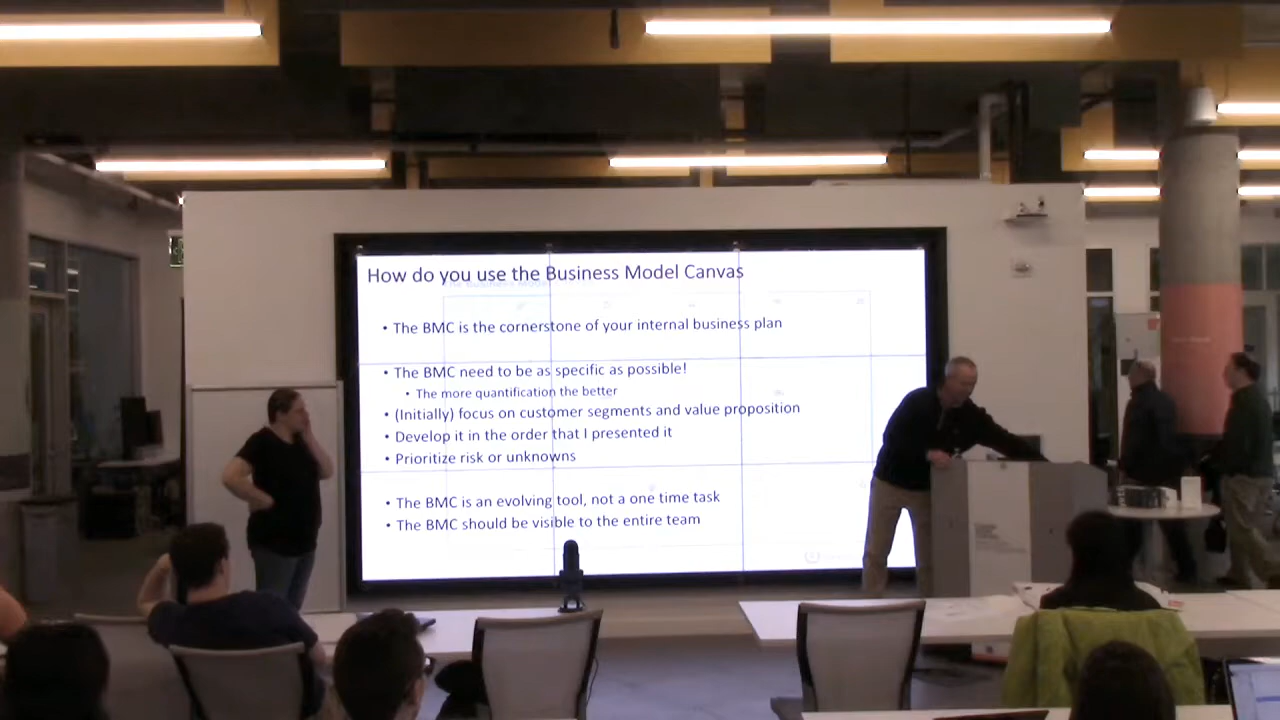 How do you use the Business Model Canvas
• The BMC is the cornerstone of your internal business plan
• The BMC need to be as specific as possible!
• The more quantification the better
• (Initially) focus on customer segments and value proposition
• Develop it in the order that I presented it
• Prioritize risk or unknowns
• The BMC is an evolving tool, not a one time task
• The BMC should be visible to the entire team